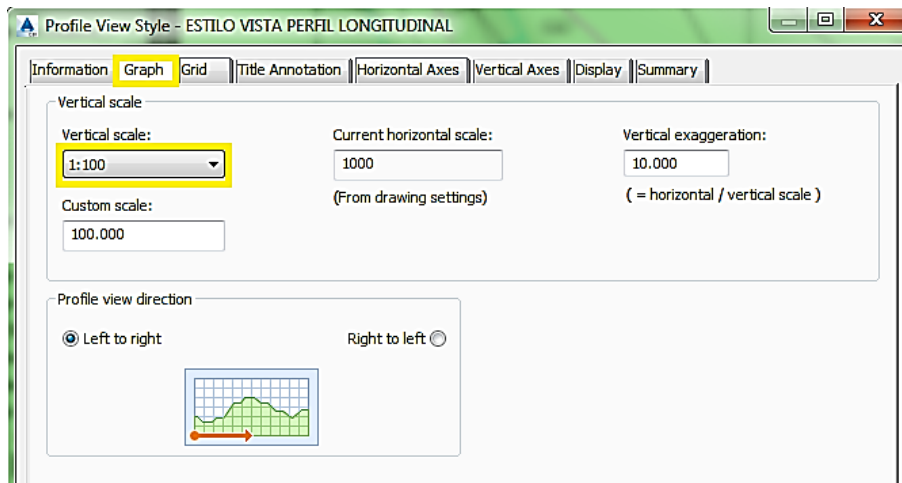 Profile View Style - ESTILO VISTA PERFIL LONGITUDINAL
Information Graph Grid Title Annotation Horizontal Axes Vertical Axes Display Summary
Vertical scale
Vertical scale: Current horizontal scale: Vertical exaggeration:
1:100 1000 10.000
(From drawing settings) ( = horizontal / vertical scale )
Custom scale:
100.000
Profile view direction
Left to right Right to left